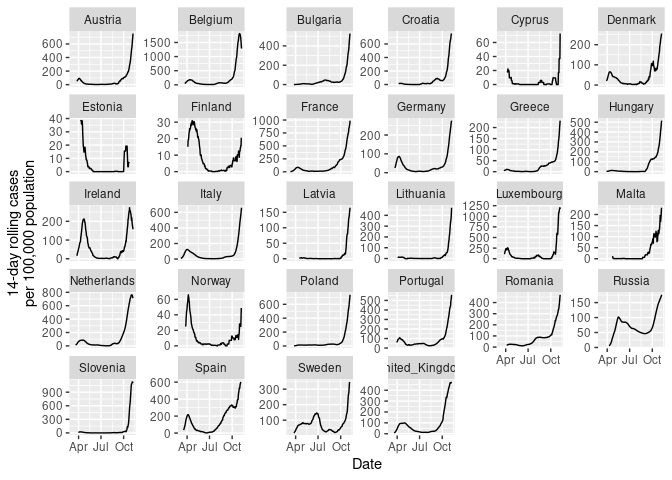 Austria Belgium Bulgaria Croatia Cyprus Denmark
600 400 200 0
1500 1000 500 0
400 200 0
600 400 200 0
60 40 20 0
200 100 0
Estonia Finland France Germany Greece Hungary
40 30 20 10 0
30 20 10 0
1000 750 500 250 0
200 100 0
200 150 100 50 0
500 400 300 200 100 0
Ireland Italy Latvia Lithuania Luxembourg Malta
200 100 0
600 400 200 0
150 100 50 0
400 300 200 100 0
1250 1000 750 500 250 0
200 150 100 50 0
Netherlands Norway Poland Portugal Romania Russia
800 600 400 200 0
60 40 20 0
600 400 200 0
500 400 300 200 100 0
400 300 200 100 0
150 100 50 0
Apr Jul Oct Apr Jul Oct
Slovenia Spain Sweden nited_Kingdo
900 600 300 0
600 400 200 0
300 200 100
400 300 200 100 0
Apr Jul Oct Apr Jul Oct Apr Jul Oct Apr Jul Oct
Date
14-day rolling cases
per 100,000 population